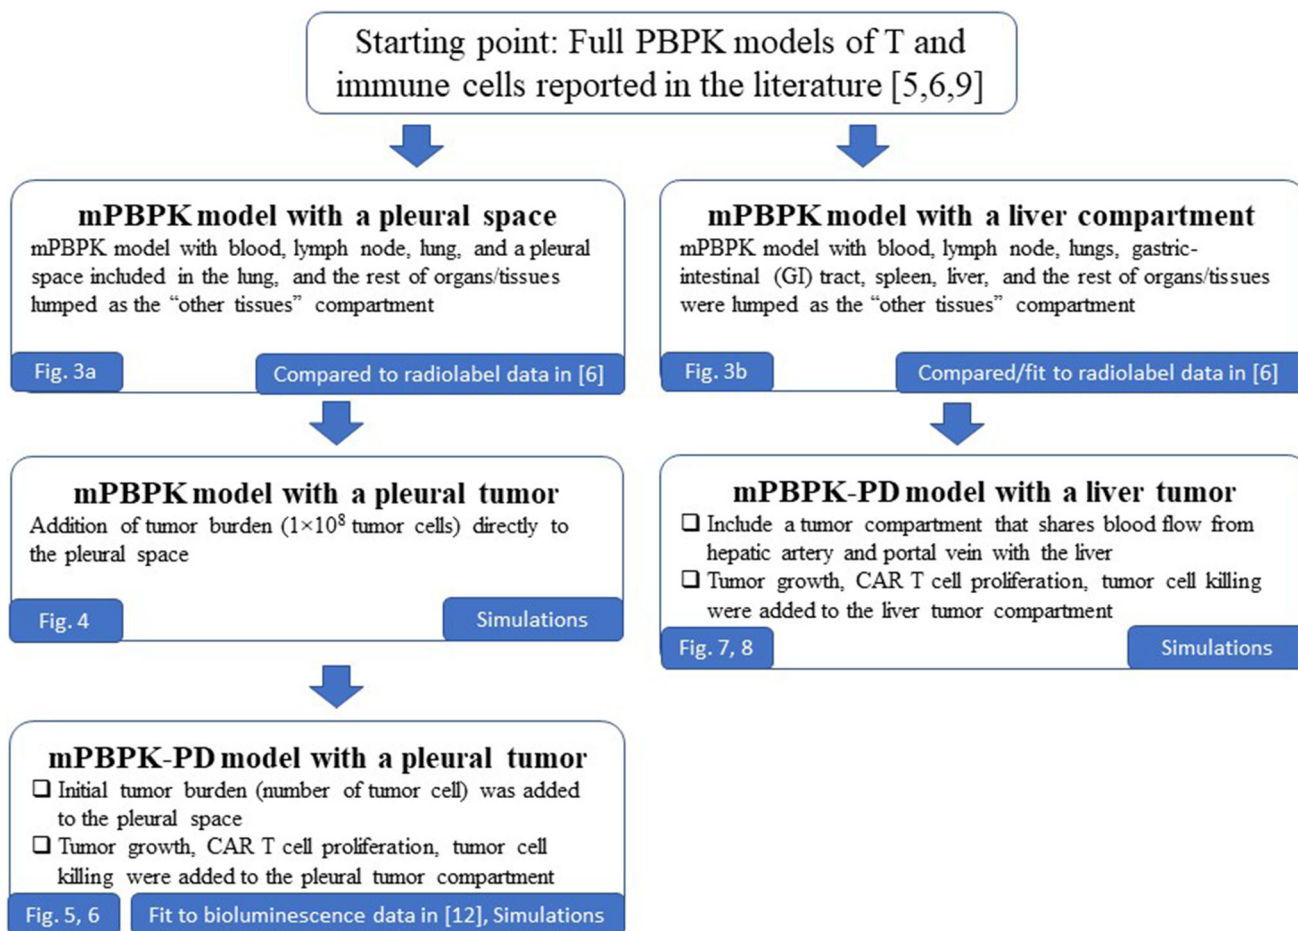 Starting point: Full PBPK models of T and
immune cells reported in the literature [5,6,9]
mPBPK model with a pleural space
mPBPK model with blood, lymph node, lung, and a pleural
space included in the lung, and the rest of organs/tissues
lumped as the “other tissues” compartment
Fig. 3a
Compared to radiolabel data in [6]
mPBPK model with a liver compartment
mPBPK model with blood, lymph node, lungs, gastric-
intestinal (GI) tract, spleen, liver, and the rest of organs/tissues
were lumped as the “other tissues” compartment
Fig. 3b
Compared/fit to radiolabel data in [6]
mPBPK model with a pleural tumor
Addition of tumor burden (1×10⁸ tumor cells) directly to
the pleural space
Fig. 4
Simulations
mPBPK-PD model with a liver tumor
❑ Include a tumor compartment that shares blood flow from
hepatic artery and portal vein with the liver
❑ Tumor growth, CAR T cell proliferation, tumor cell killing
were added to the liver tumor compartment
Fig. 7, 8
Simulations
mPBPK-PD model with a pleural tumor
❑ Initial tumor burden (number of tumor cell) was added
to the pleural space
❑ Tumor growth, CAR T cell proliferation, tumor cell
killing were added to the pleural tumor compartment
Fig. 5, 6
Fit to bioluminescence data in [12], Simulations